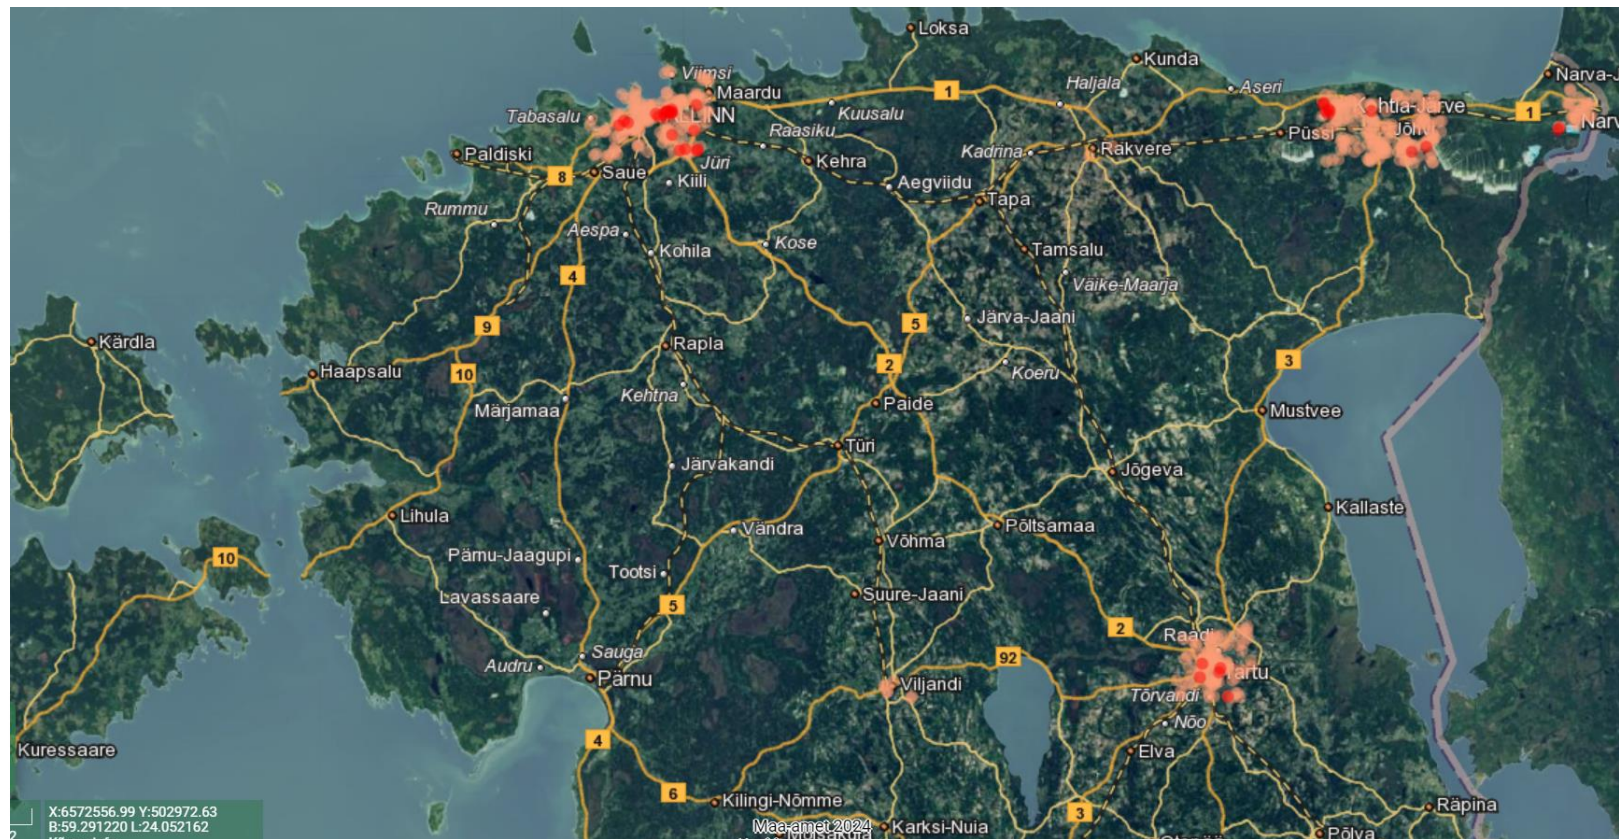 Loksa
Kunda
Viimsi
Maardu
1
Haljala
Aseri
Narva-J
Tabasalu
LLINN
Kuusalu
Raasiku
Kohtla-Järve
1
Narv
Püssi
Jõhvi
Paldiski
8
Saue
Jüri
Kiili
Kehra
Kadrina
Rakvere
Aegviidu
Tapa
Rummu
Aespa
Kose
Kohila
Tamsalu
4
Väike-Maarja
9
5
Järva-Jaani
Kärdla
Rapla
Haapsalu
10
2
3
Koeru
Kehtna
Märjamaa
Paide
Mustvee
Türi
Järvakandi
Jõgeva
Lihula
Vändra
Põltsamaa
Kallaste
Võhma
10
Pärnu-Jaagupi
Tootsi
Lavassaare
5
Suure-Jaani
2
Raadi
Sauga
92
Audru
Pärnu
Viljandi
Tartu
Tõrvandi
Nõo
4
Kuressaare
Elva
6
Kilingi-Nõmme
3
Räpina
X:6572556.99 Y:502972.63
B:59.291220 L:24.052162
Maa-amet 2024
Karksi-Nuia
Põlva